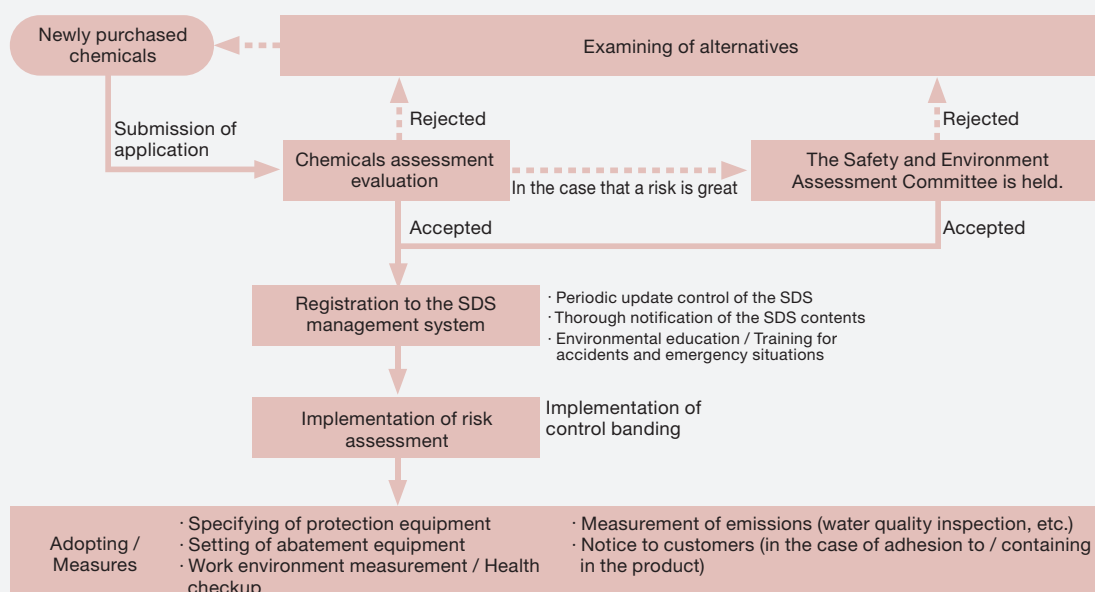 Newly purchased
chemicals
Examining of alternatives
Submission of
application
Rejected
Rejected
Chemicals assessment
evaluation
In the case that a risk is great
The Safety and Environment
Assessment Committee is held.
Accepted
Accepted
Registration to the SDS
management system
· Periodic update control of the SDS
· Thorough notification of the SDS contents
· Environmental education / Training for
accidents and emergency situations
Implementation of risk
assessment
Implementation of
control banding
Adopting /
Measures
· Specifying of protection equipment
· Setting of abatement equipment
· Work environment measurement / Health
checkup
· Measurement of emissions (water quality inspection, etc.)
· Notice to customers (in the case of adhesion to / containing
in the product)